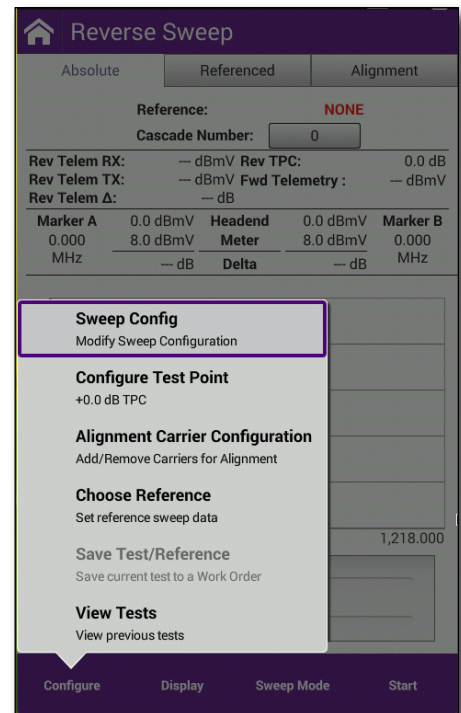 Reverse Sweep
Absolute Referenced Alignment
Reference: NONE
Cascade Number: 0
Rev Telem RX: --- dBmV Rev TPC: 0.0 dB
Rev Telem TX: --- dBmV Fwd Telemetry : --- dBmV
Rev Telem Δ: --- dB
Marker A 0.0 dBmV Headend 0.0 dBmV Marker B
0.000 8.0 dBmV Meter 8.0 dBmV 0.000
MHz --- dB Delta --- dB MHz
Sweep Config
Modify Sweep Configuration
Configure Test Point
+0.0 dB TPC
Alignment Carrier Configuration
Add/Remove Carriers for Alignment
Choose Reference
Set reference sweep data
1,218.000
Save Test/Reference
Save current test to a Work Order
View Tests
View previous tests
Configure Display Sweep Mode Start